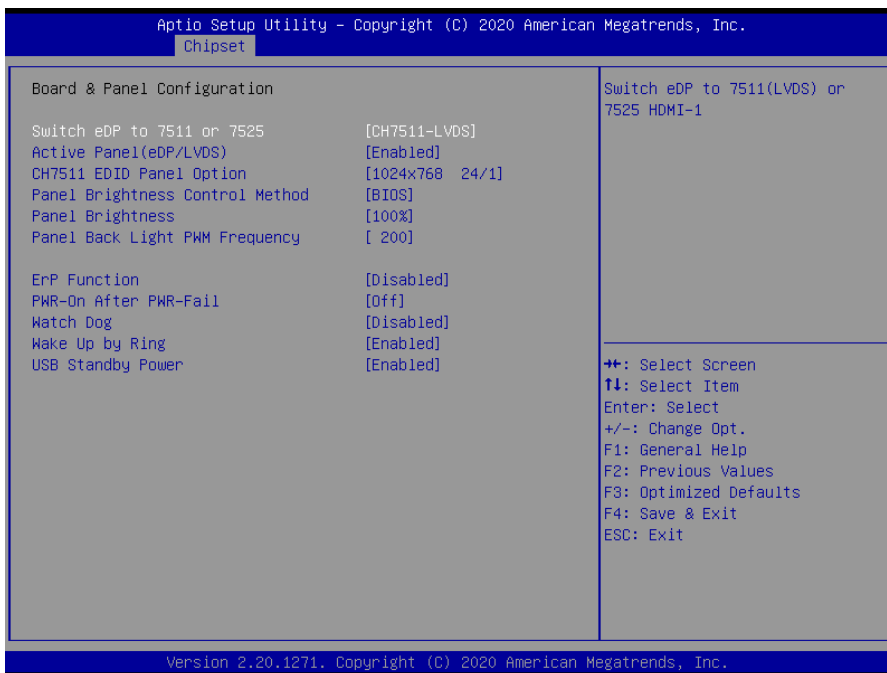 Aptio Setup Utility – Copyright (C) 2020 American Megatrends, Inc.
Chipset
Board & Panel Configuration
Switch eDP to 7511 or 7525 [CH7511-LVDS]
Active Panel(eDP/LVDS) [Enabled]
CH7511 EDID Panel Option [1024x768 24/1]
Panel Brightness Control Method [BIOS]
Panel Brightness [100%]
Panel Back Light PWM Frequency [ 200]
ErP Function [Disabled]
PWR-On After PWR-Fail [Off]
Watch Dog [Disabled]
Wake Up by Ring [Enabled]
USB Standby Power [Enabled]
Switch eDP to 7511(LVDS) or
7525 HDMI-1
→←: Select Screen
↑↓: Select Item
Enter: Select
+/-: Change Opt.
F1: General Help
F2: Previous Values
F3: Optimized Defaults
F4: Save & Exit
ESC: Exit
Version 2.20.1271. Copyright (C) 2020 American Megatrends, Inc.